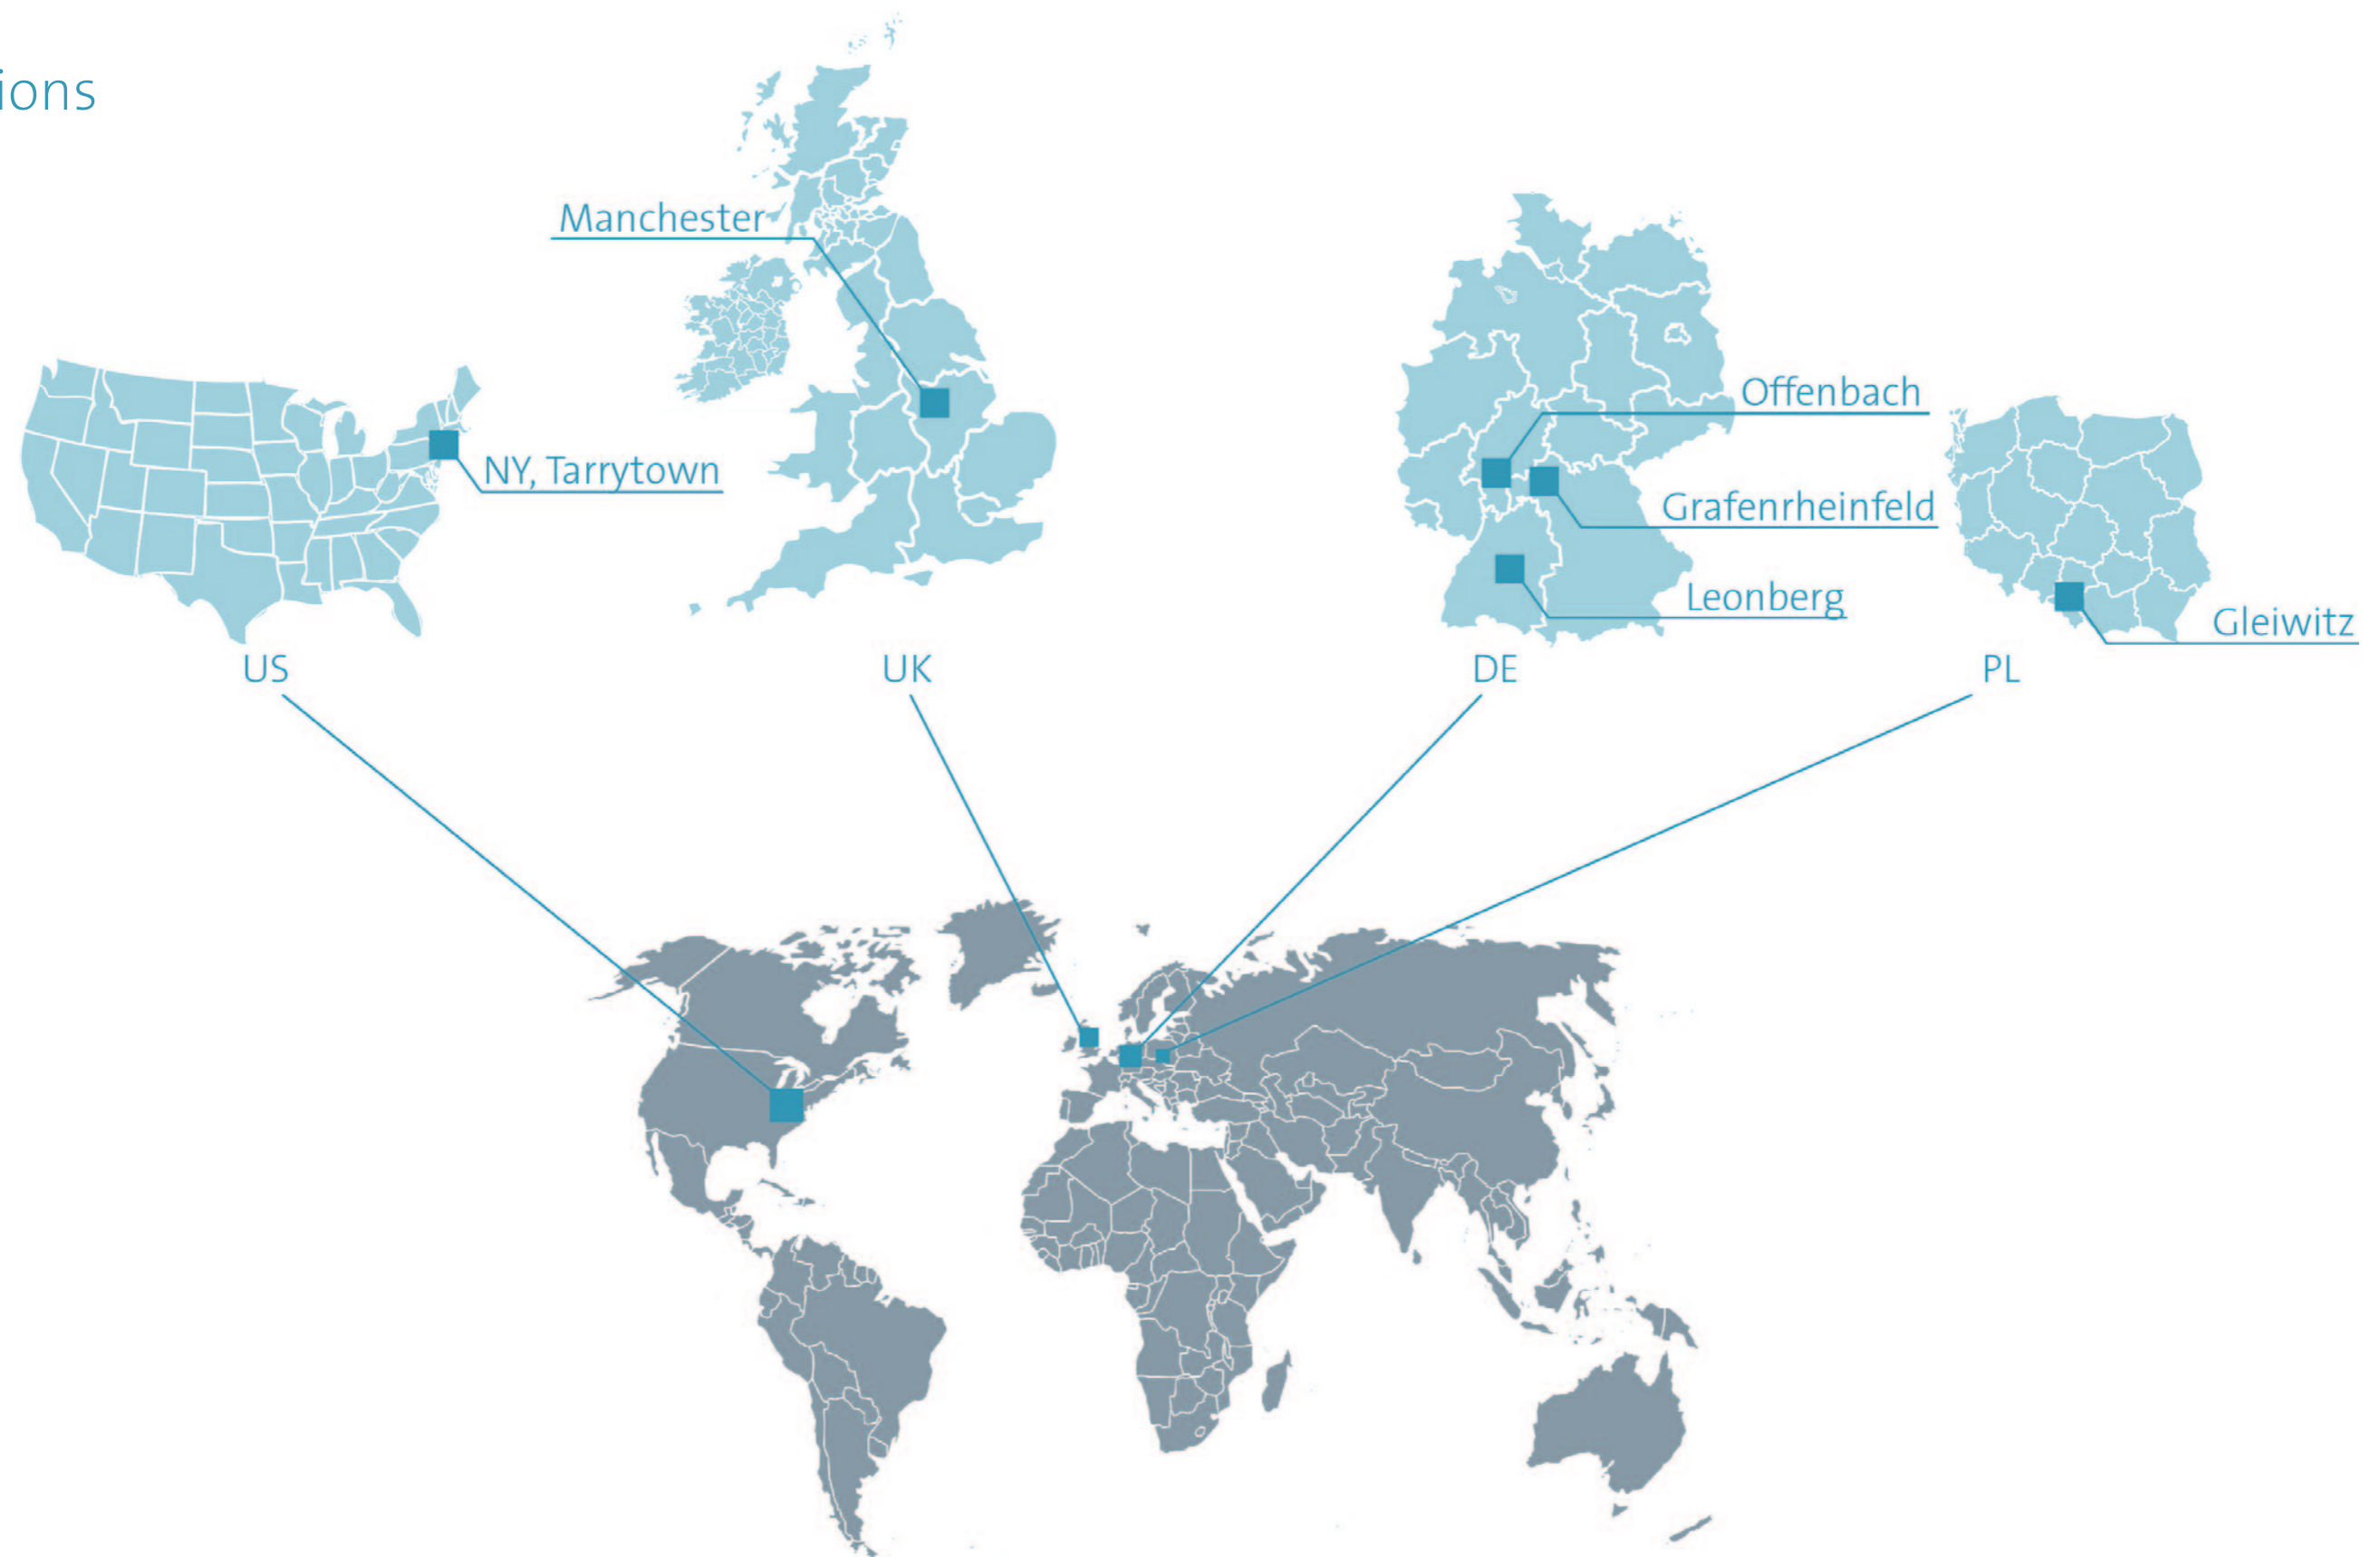 ions
Manchester
Offenbach
NY, Tarrytown
Grafenrheinfeld
Leonberg
Gleiwitz
US
UK
DE
PL